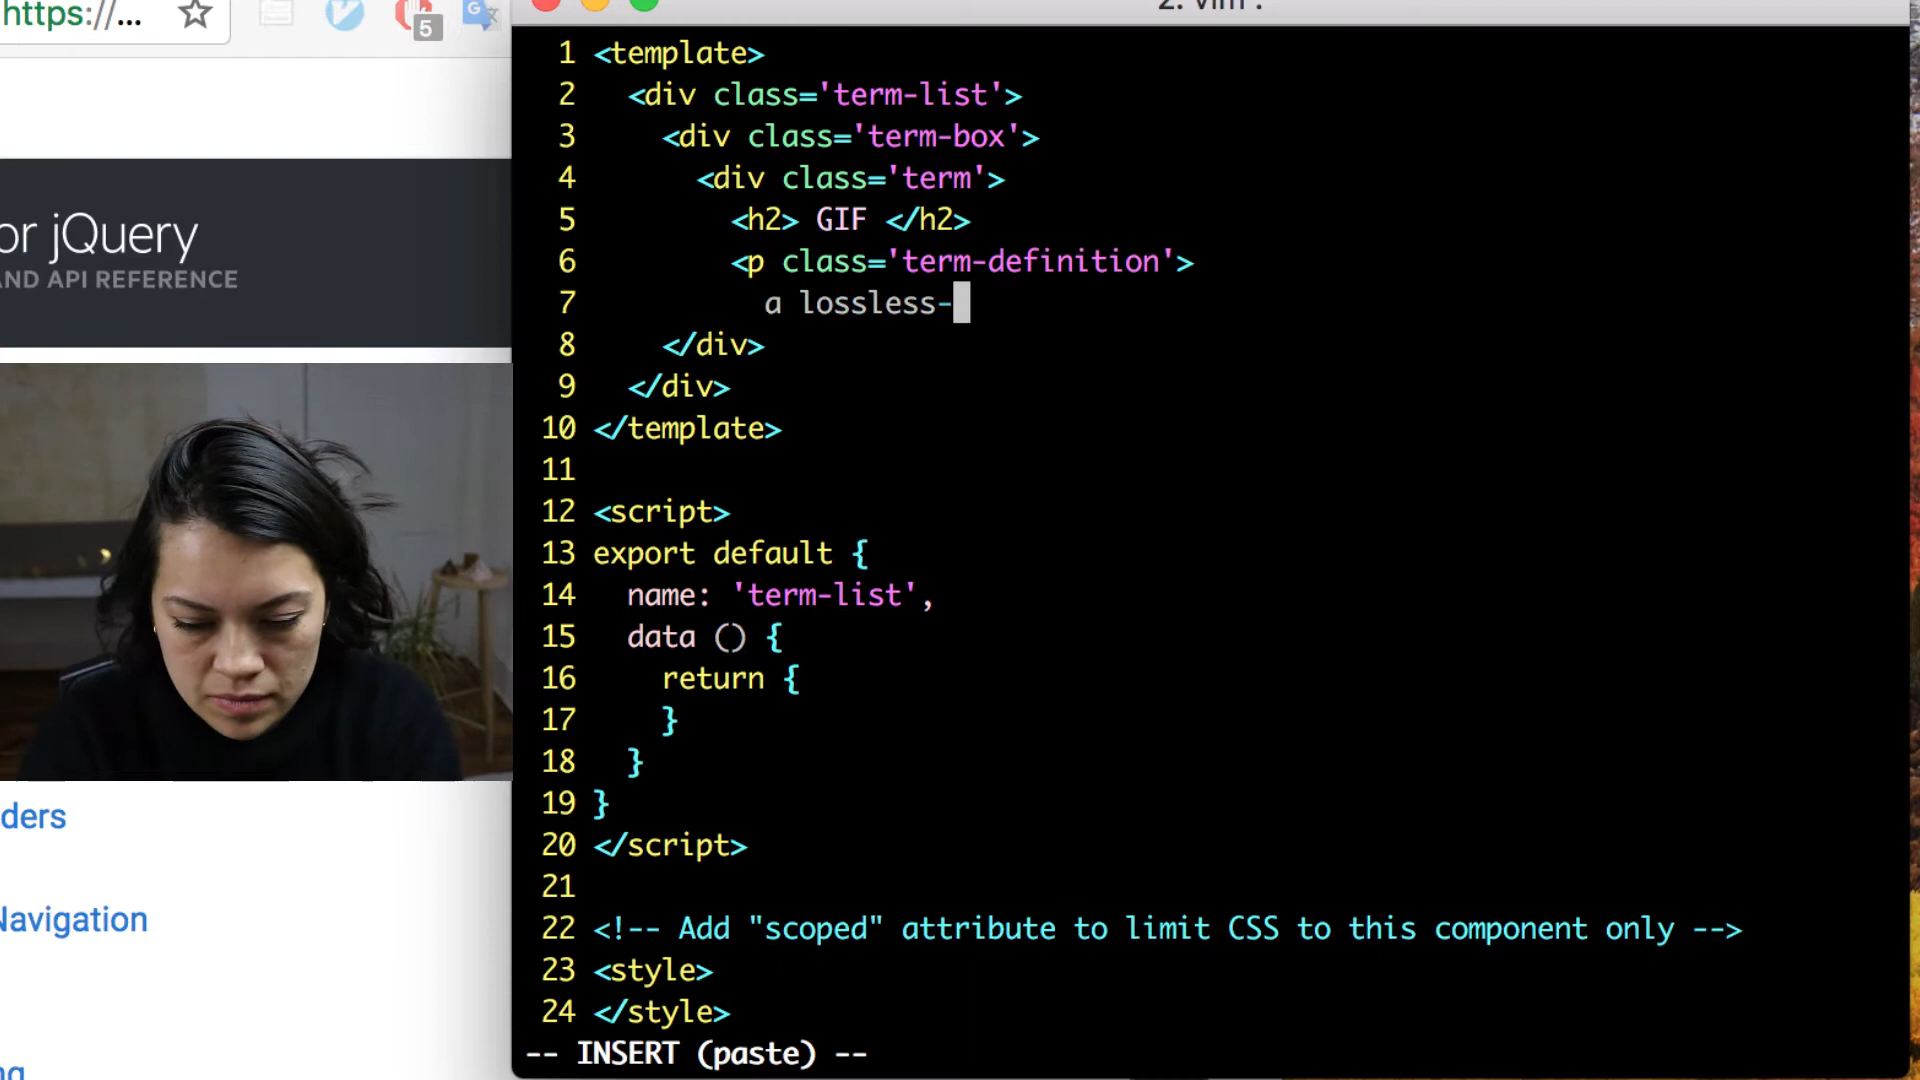 https://...
5
or jQuery
AND API REFERENCE
ders
Navigation
1 <template>
2 <div class='term-list'>
3 <div class='term-box'>
4 <div class='term'>
5 <h2> GIF </h2>
6 <p class='term-definition'>
7 a lossless-
8 </div>
9 </div>
10 </template>
11
12 <script>
13 export default {
14 name: 'term-list',
15 data () {
16 return {
17 }
18 }
19 }
20 </script>
21
22 <!-- Add "scoped" attribute to limit CSS to this component only -->
23 <style>
24 </style>
-- INSERT (paste) --